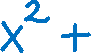 x² +